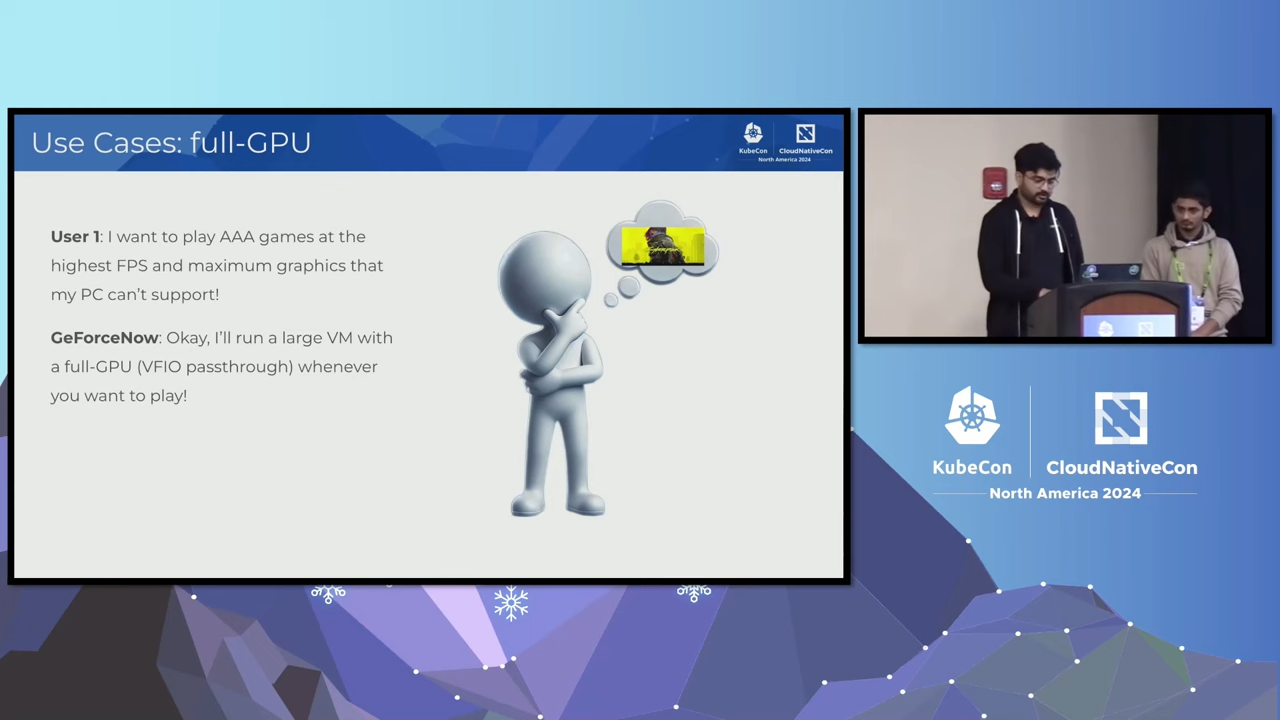 Use Cases: full-GPU
KubeCon
CloudNativeCon
North America 2024
User 1: I want to play AAA games at the
highest FPS and maximum graphics that
my PC can’t support!
GeForceNow: Okay, I’ll run a large VM with
a full-GPU (VFIO passthrough) whenever
you want to play!
KubeCon
CloudNativeCon
North America 2024